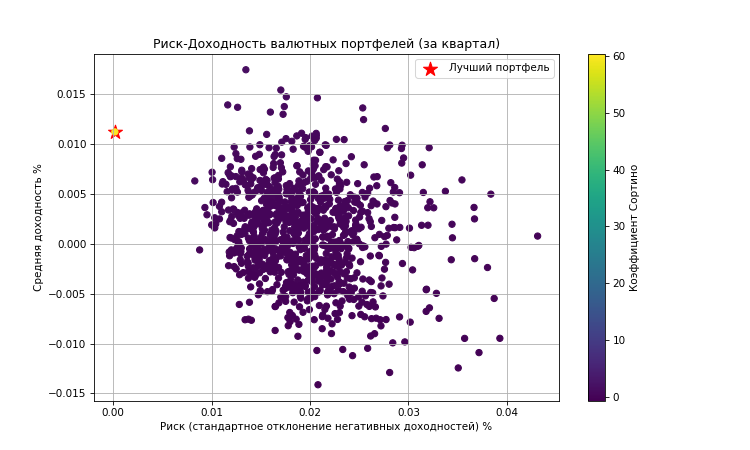 Риск-Доходность валютных портфелей (за квартал)
Лучший портфель
Средняя доходность %
0.015
0.010
0.005
0.000
−0.005
−0.010
−0.015
0.00 0.01 0.02 0.03 0.04
Риск (стандартное отклонение негативных доходностей) %
60
50
40
30
20
10
0
Коэффициент Сортино